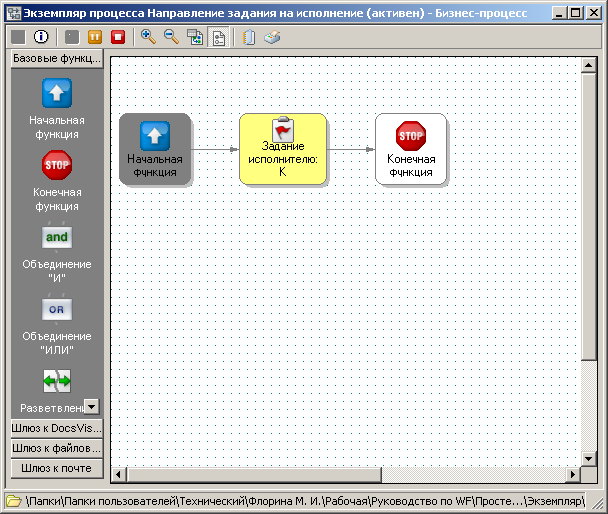 Экземпляр процесса Направление задания на исполнение (активен) - Бизнес-процесс
Базовые функц...
Начальная
функция
STOP
Конечная
функция
and
Объединение
"И"
OR
Объединение
"ИЛИ"
Разветвлени
Шлюз к DocsVis...
Шлюз к файлов...
Шлюз к почте
Начальная
функция
Задание
исполнителю:
К
STOP
Конечная
функция
\Папки\Папки пользователей\Технический\Флорина М. И.\Рабочая\Руководство по WF\Просте...\Экземпляр\